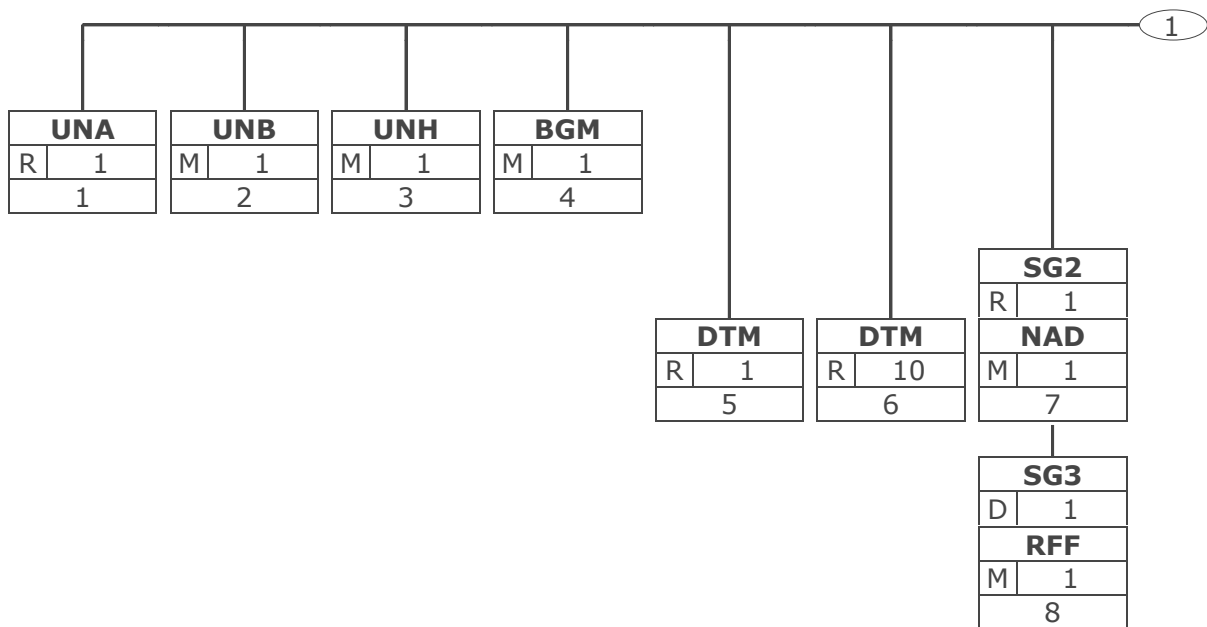 1
UNA UNB UNH BGM
R 1 M 1 M 1 M 1
1 2 3 4
SG2
R 1
DTM DTM NAD
R 1 R 10 M 1
5 6 7
SG3
D 1
RFF
M 1
8